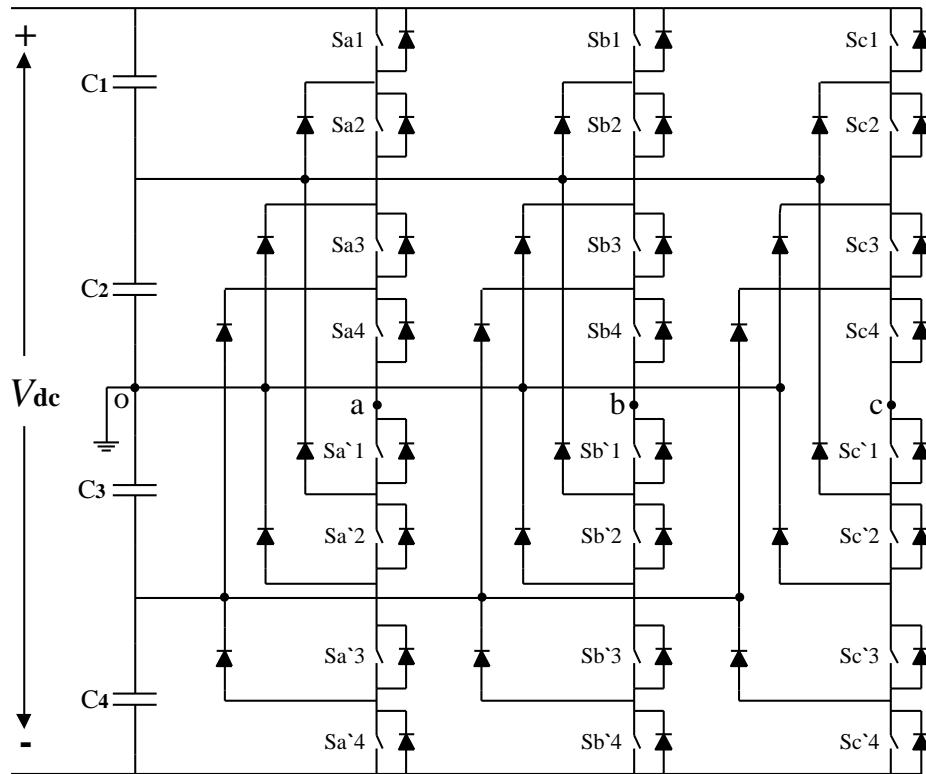 +
Sa1 Sb1 Sc1
C1
Sa2 Sb2 Sc2
Sa3 Sb3 Sc3
C2
Sa4 Sb4 Sc4
Vdc
o a b c
Sa`1 Sb`1 Sc`1
C3
Sa`2 Sb`2 Sc`2
Sa`3 Sb`3 Sc`3
C4
Sa`4 Sb`4 Sc`4
-